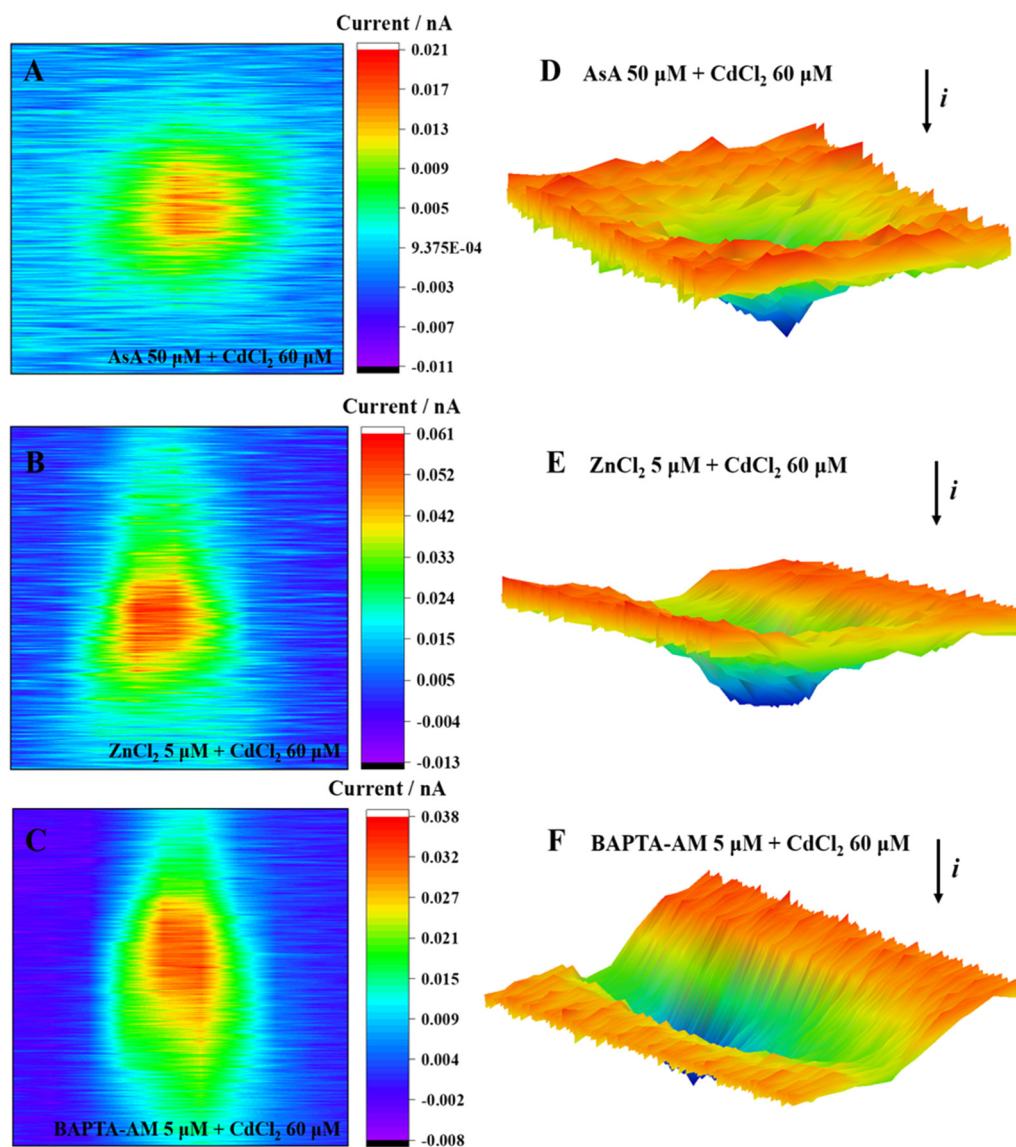 Current / nA
A
0.021
0.017
0.013
0.009
0.005
9.375E-04
-0.003
-0.007
-0.011
AsA 50 μM + CdCl₂ 60 μM
D AsA 50 μM + CdCl₂ 60 μM
i
Current / nA
B
0.061
0.052
0.042
0.033
0.024
0.015
0.005
-0.004
-0.013
ZnCl₂ 5 μM + CdCl₂ 60 μM
E ZnCl₂ 5 μM + CdCl₂ 60 μM
i
Current / nA
C
0.038
0.032
0.027
0.021
0.015
0.009
0.004
-0.002
-0.008
BAPTA-AM 5 μM + CdCl₂ 60 μM
F BAPTA-AM 5 μM + CdCl₂ 60 μM
i